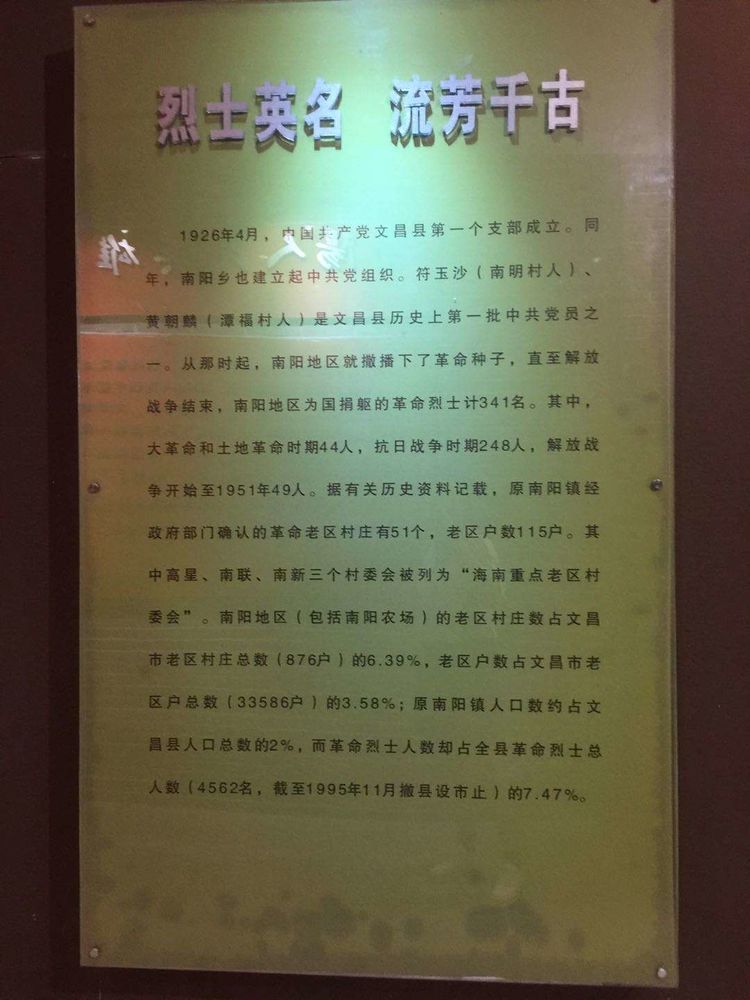 烈士英名 流芳千古
1926年4月，中国共产党文昌县第一个支部成立。同
年，南阳乡也建立起中共党组织。符玉沙（南明村人）、
黄朝麟（潭福村人）是文昌县历史上第一批中共党员之
一。从那时起，南阳地区就撒播下了革命种子，直至解放
战争结束，南阳地区为国捐躯的革命烈士计341名。其中，
大革命和土地革命时期44人，抗日战争时期248人，解放战
争开始至1951年49人。据有关历史资料记载，原南阳镇经
政府部门确认的革命老区村庄有51个，老区户数115户。其
中高星、南联、南新三个村委会被列为“海南重点老区村
委会”。南阳地区（包括南阳农场）的老区村庄数占文昌
市老区村庄总数（876户）的6.39%，老区户数占文昌市老
区户总数（33586户）的3.58%；原南阳镇人口数约占文
昌县人口总数的2%，而革命烈士人数却占全县革命烈士总
人数（4562名，截至1995年11月撤县设市止）的7.47%。